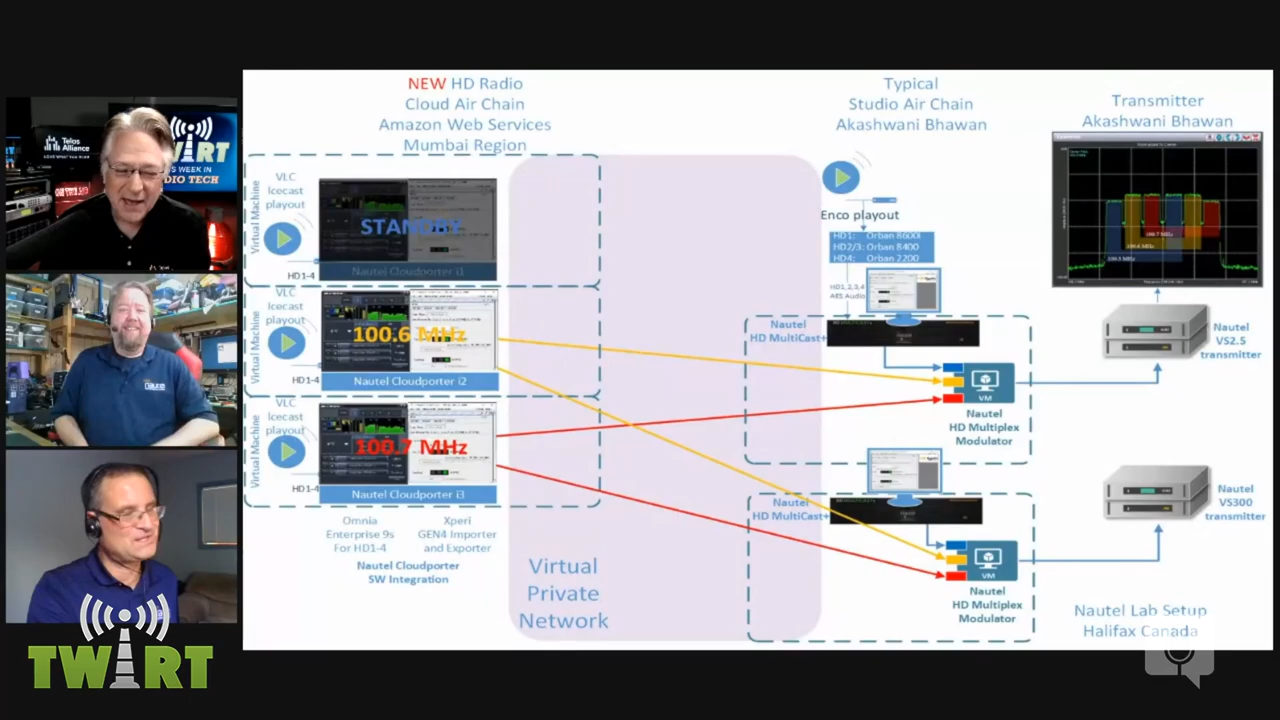 NEW HD Radio
Cloud Air Chain
Amazon Web Services
Mumbai Region
Typical
Studio Air Chain
Akashwani Bhawan
Transmitter
Akashwani Bhawan
Telos
Alliance
TWIRT
VLC
Icecast
playout
Virtual Machine
HD1-4
STANDBY
Nautel Cloudporter i1
VLC
Icecast
playout
Virtual Machine
HD1-4
100.6 MHz
Nautel Cloudporter i2
VLC
Icecast
playout
Virtual Machine
HD1-4
100.7 MHz
Nautel Cloudporter i3
Omnia
Enterprise 9s
For HD1-4
Xperi
GEN4 Importer
and Exporter
Nautel Cloudporter
SW Integration
Virtual
Private
Network
Enco playout
HD1: Orban 8600i
HD2/3: Orban 8400
HD4: Orban 2200
HD1,2,3,4
AES Audio
Nautel
HD MultiCast+
VM
Nautel
HD Multiplex
Modulator
Nautel
VS2.5
transmitter
Nautel
HD MultiCast+
VM
Nautel
HD Multiplex
Modulator
Nautel
VS300
transmitter
Nautel Lab Setup
Halifax Canada
TWIRT